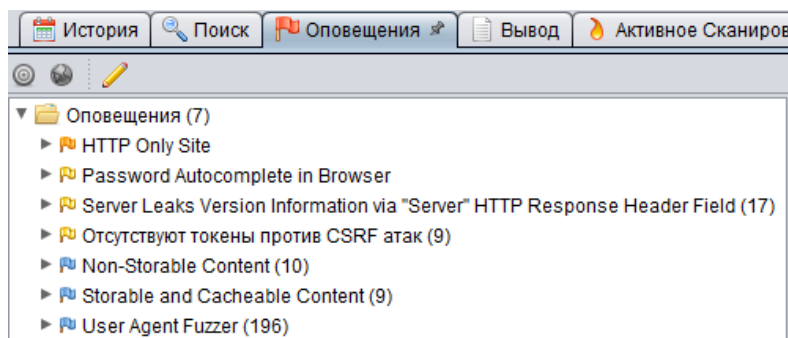 История Поиск Оповещения Вывод Активное
Оповещения (7)
HTTP Only Site
Password Autocomplete in Browser
Server Leaks Version Information via "Server" HTTP Response Header Field (17)
Отсутствуют токены против CSRF атак (9)
Non-Storable Content (10)
Storable and Cacheable Content (9)
User Agent Fuzzer (196)